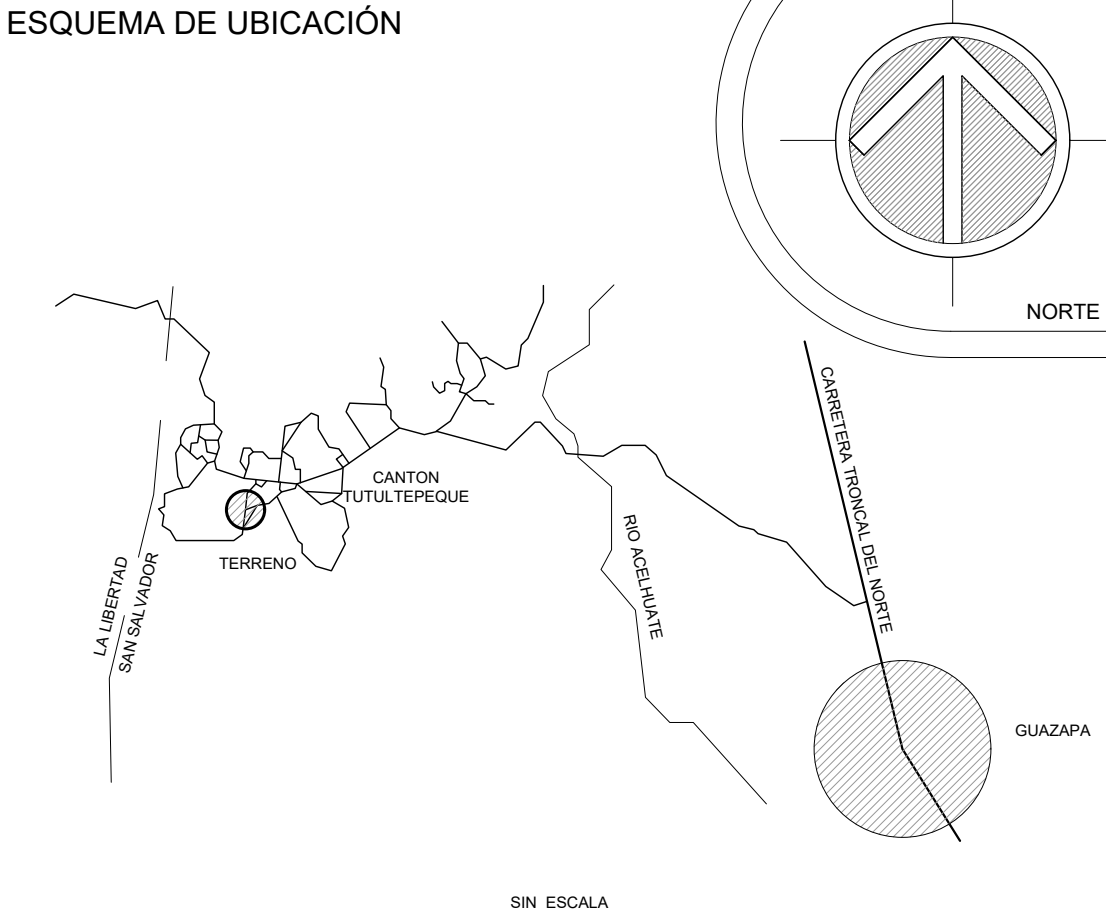 ESQUEMA DE UBICACIÓN
NORTE
CARRETERA TRONCAL DEL NORTE
CANTON
TUTULTEPEQUE
RIO ACELHUATE
TERRENO
LA LIBERTAD
SAN SALVADOR
GUAZAPA
SIN ESCALA